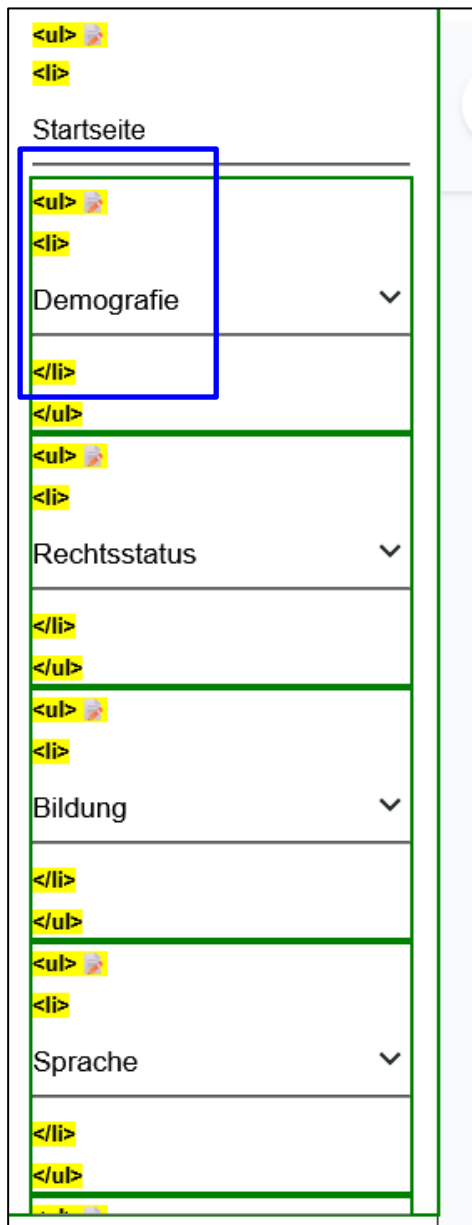 <ul>
<li>
Startseite
<ul>
<li>
Demografie
</li>
</ul>
<ul>
<li>
Rechtsstatus
</li>
</ul>
<ul>
<li>
Bildung
</li>
</ul>
<ul>
<li>
Sprache
</li>
</ul>